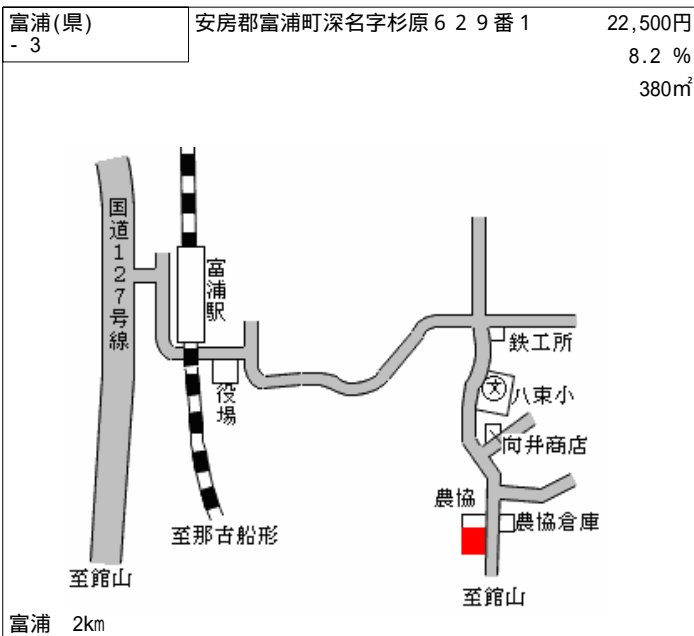 富浦(県)
- 3
安房郡富浦町深名字杉原６２９番１
22,500円
8.2 %
380㎡
国道127号線
富浦駅
役場
鉄工所
文
八束小
向井商店
農協
農協倉庫
至那古船形
至館山
至館山
富浦 2km